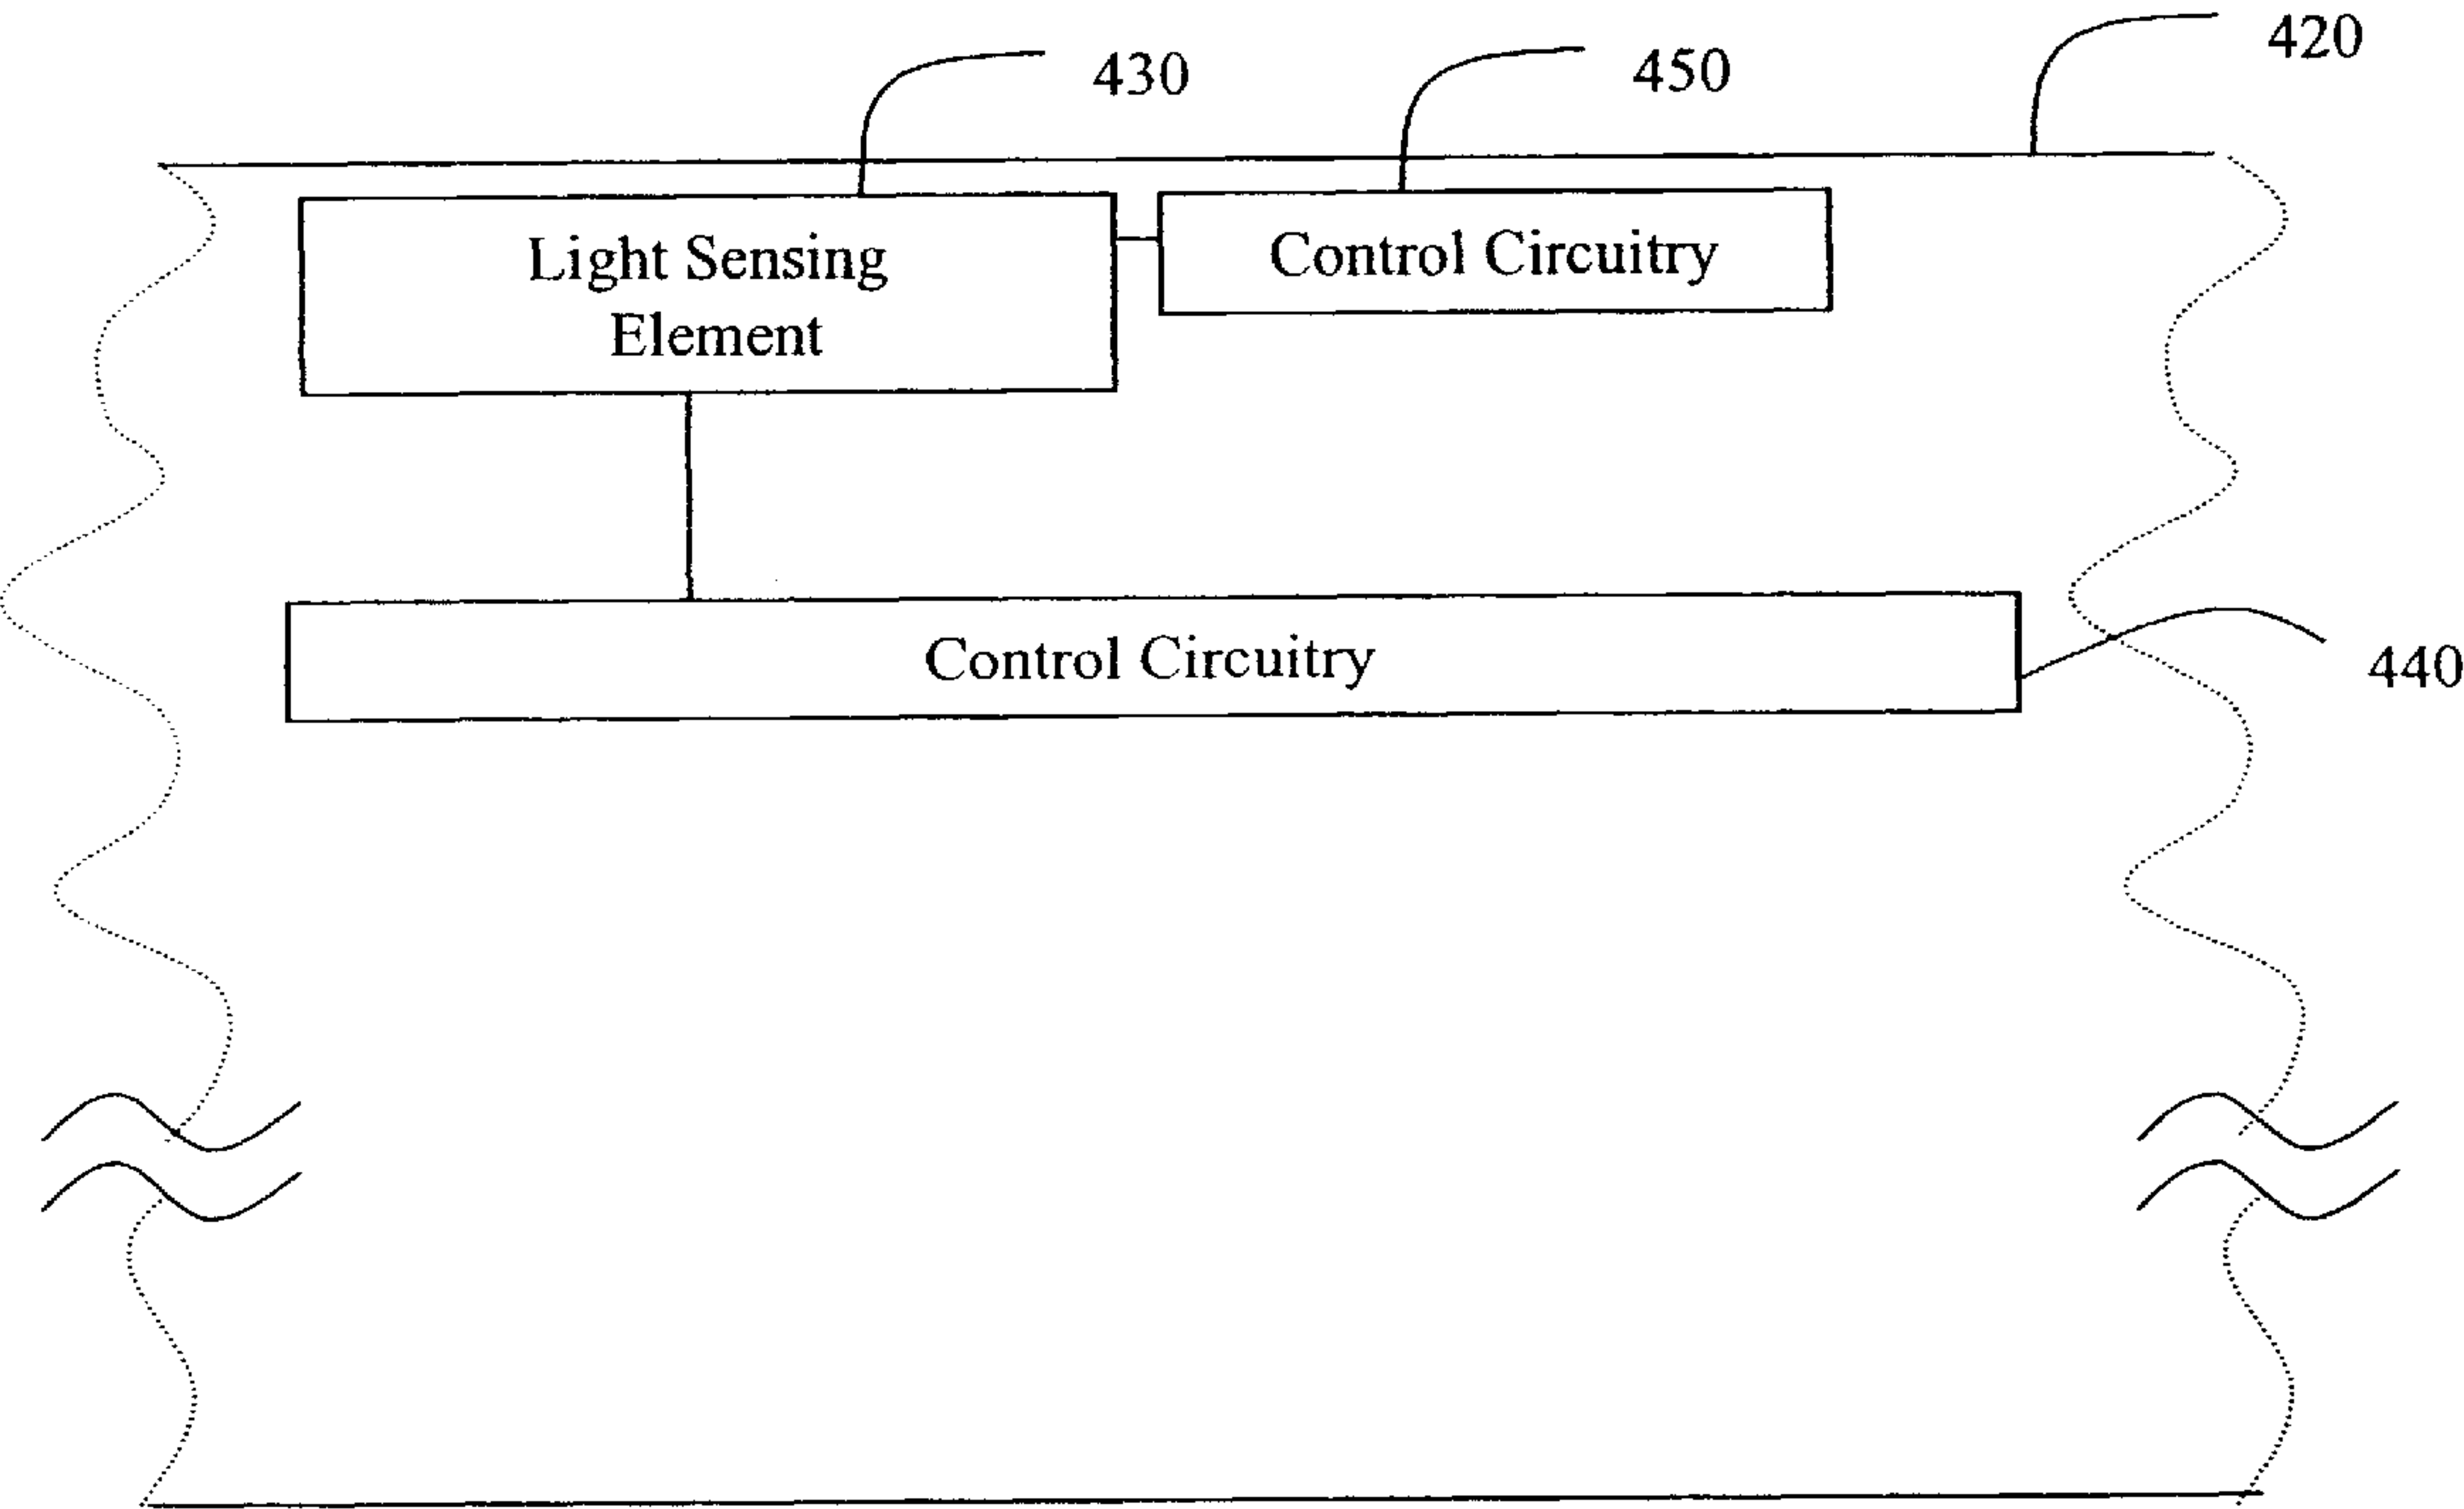 420
430
450
Light Sensing
Element
Control Circuitry
Control Circuitry
440